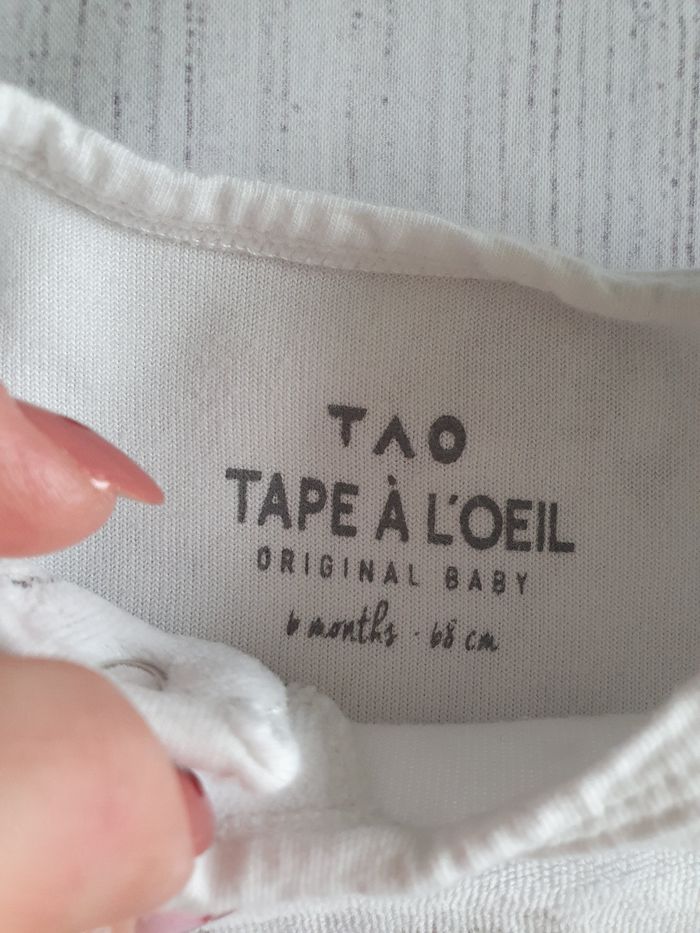 TAO
TAPE À L'OEIL
ORIGINAL BABY
6 months · 68 cm